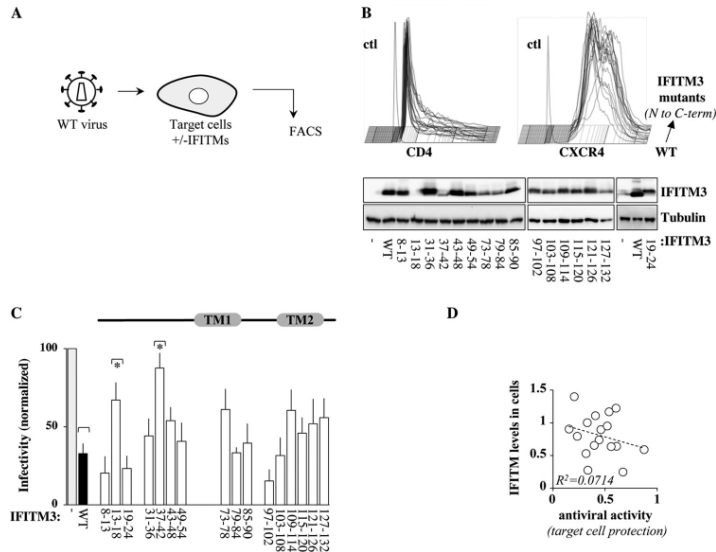 A
WT virus
Target cells
+/-IFITMs
FACS
B
ctl
CD4
ctl
CXCR4
WT
IFITM3
mutants
(N to C-term)
IFITM3
Tubulin
:IFITM3
-
WT
8-13
13-18
31-36
37-42
43-48
49-54
73-78
79-84
85-90
97-102
103-108
109-114
115-120
121-126
127-132
-
WT
19-24
C
TM1
TM2
Infectivity (normalized)
100
50
0
*
*
IFITM3:
-
WT
8-13
13-18
19-24
31-36
37-42
43-48
49-54
73-78
79-84
85-90
97-102
103-108
109-114
115-120
121-126
127-132
D
IFITM levels in cells
1.5
1
0.5
0
R²=0.0714
0
0.5
1
antiviral activity
(target cell protection)